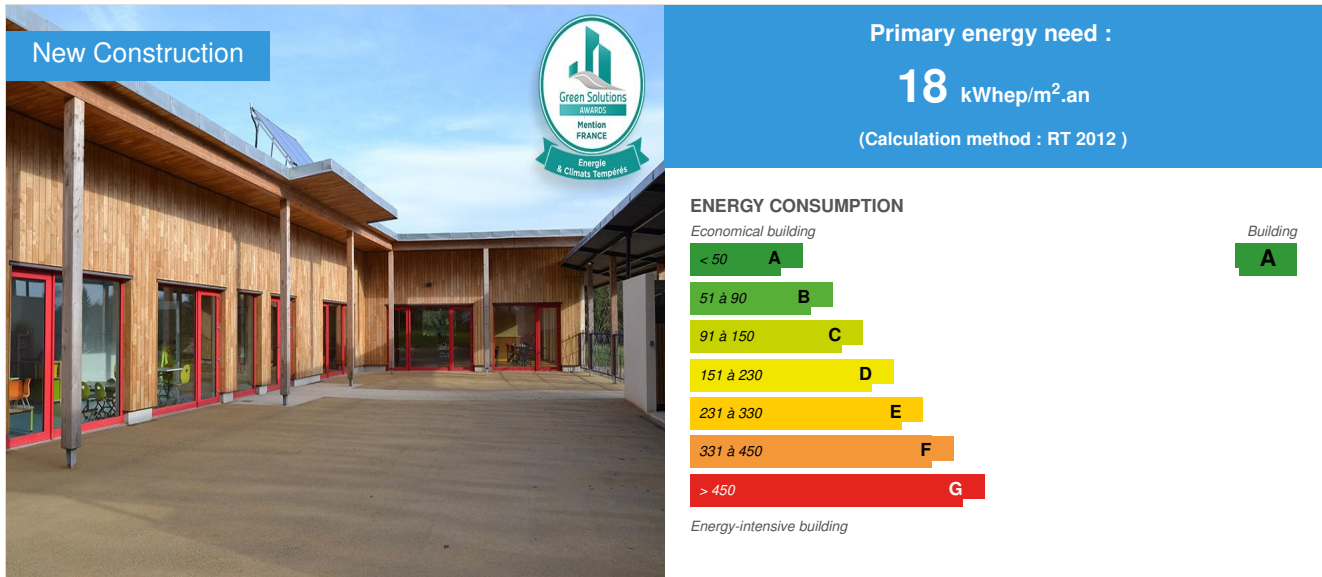 New Construction
Green Solutions
AWARDS
Mention
FRANCE
Energie
& Climats Tempérés
Primary energy need :
18 kWhep/m².an
(Calculation method : RT 2012 )
ENERGY CONSUMPTION
Economical building
Building
< 50 A
A
51 à 90 B
91 à 150 C
151 à 230 D
231 à 330 E
331 à 450 F
> 450 G
Energy-intensive building